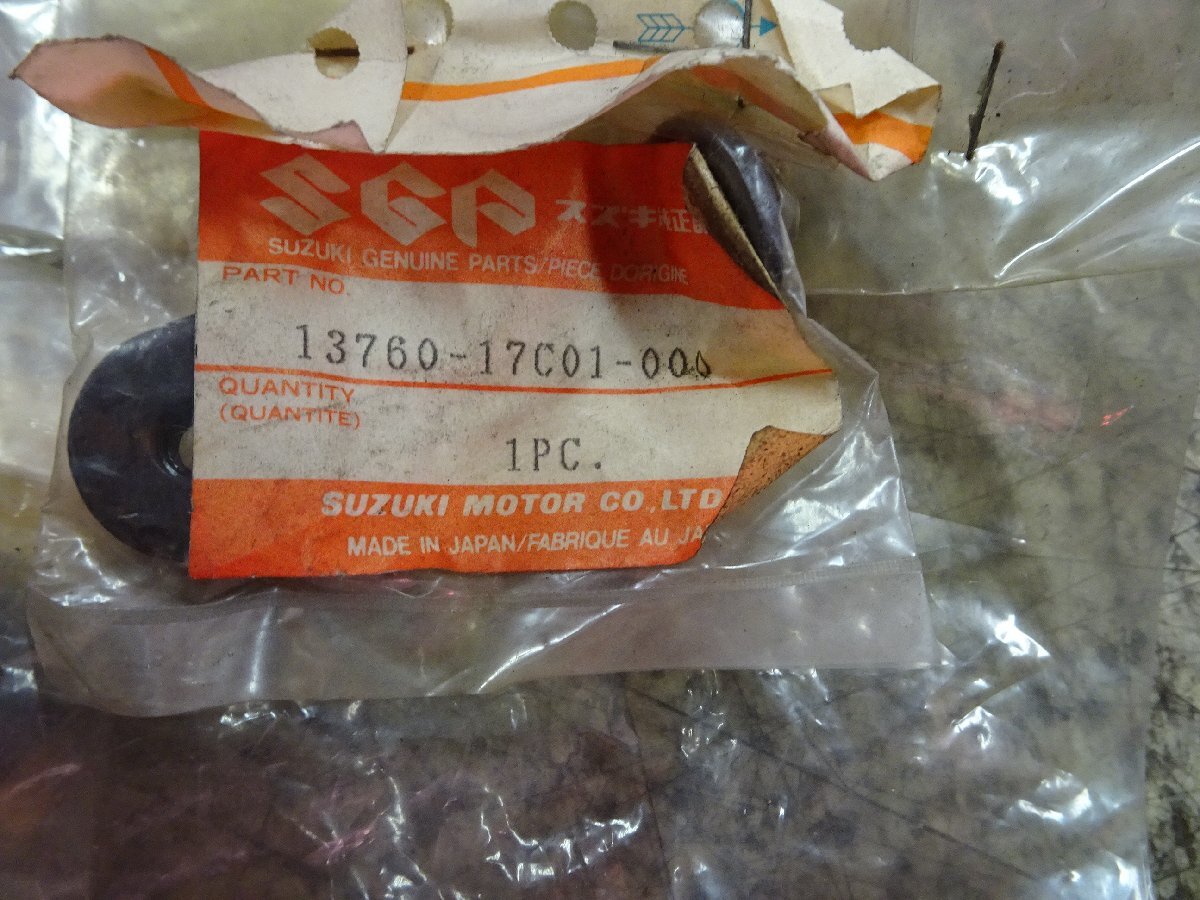 SGP スズキ純正
SUZUKI GENUINE PARTS/PIECE D'ORIGINE
PART NO.
13760-17C01-000
QUANTITY
(QUANTITE)
1PC.
SUZUKI MOTOR CO.,LTD
MADE IN JAPAN/FABRIQUE AU JA